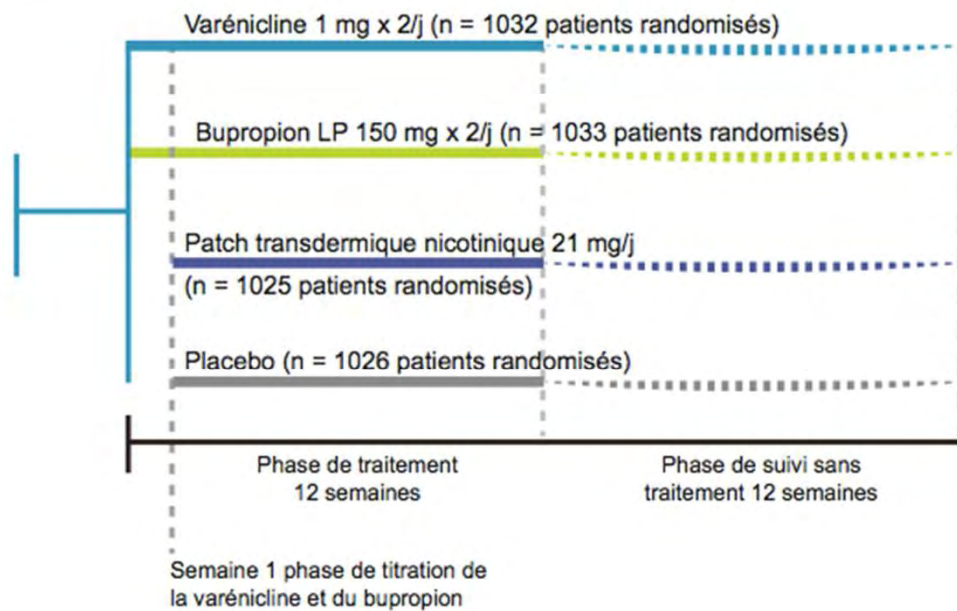 Varénicline 1 mg x 2/j (n = 1032 patients randomisés)
Bupropion LP 150 mg x 2/j (n = 1033 patients randomisés)
Patch transdermique nicotinique 21 mg/j
(n = 1025 patients randomisés)
Placebo (n = 1026 patients randomisés)
Phase de traitement
12 semaines
Phase de suivi sans
traitement 12 semaines
Semaine 1 phase de titration de
la varénicline et du bupropion